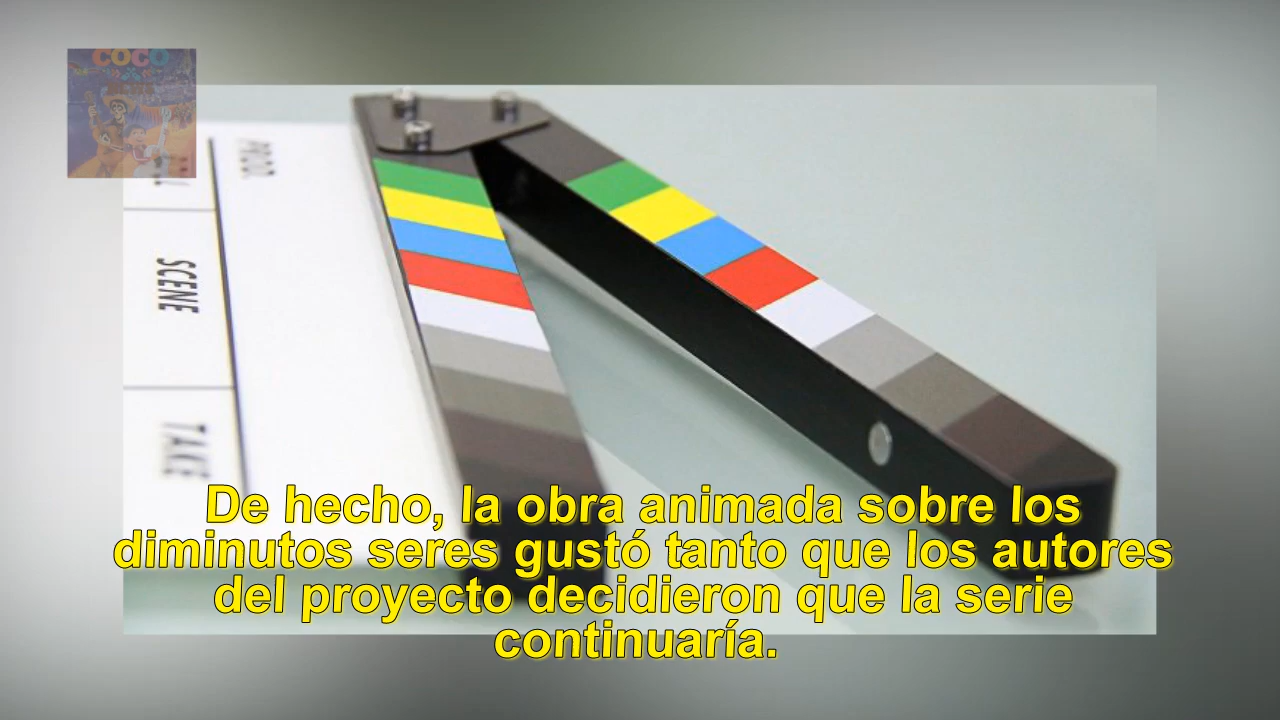 COCO
PROD.
SCENE
TAKE
De hecho, la obra animada sobre los
diminutos seres gustó tanto que los autores
del proyecto decidieron que la serie
continuaría.